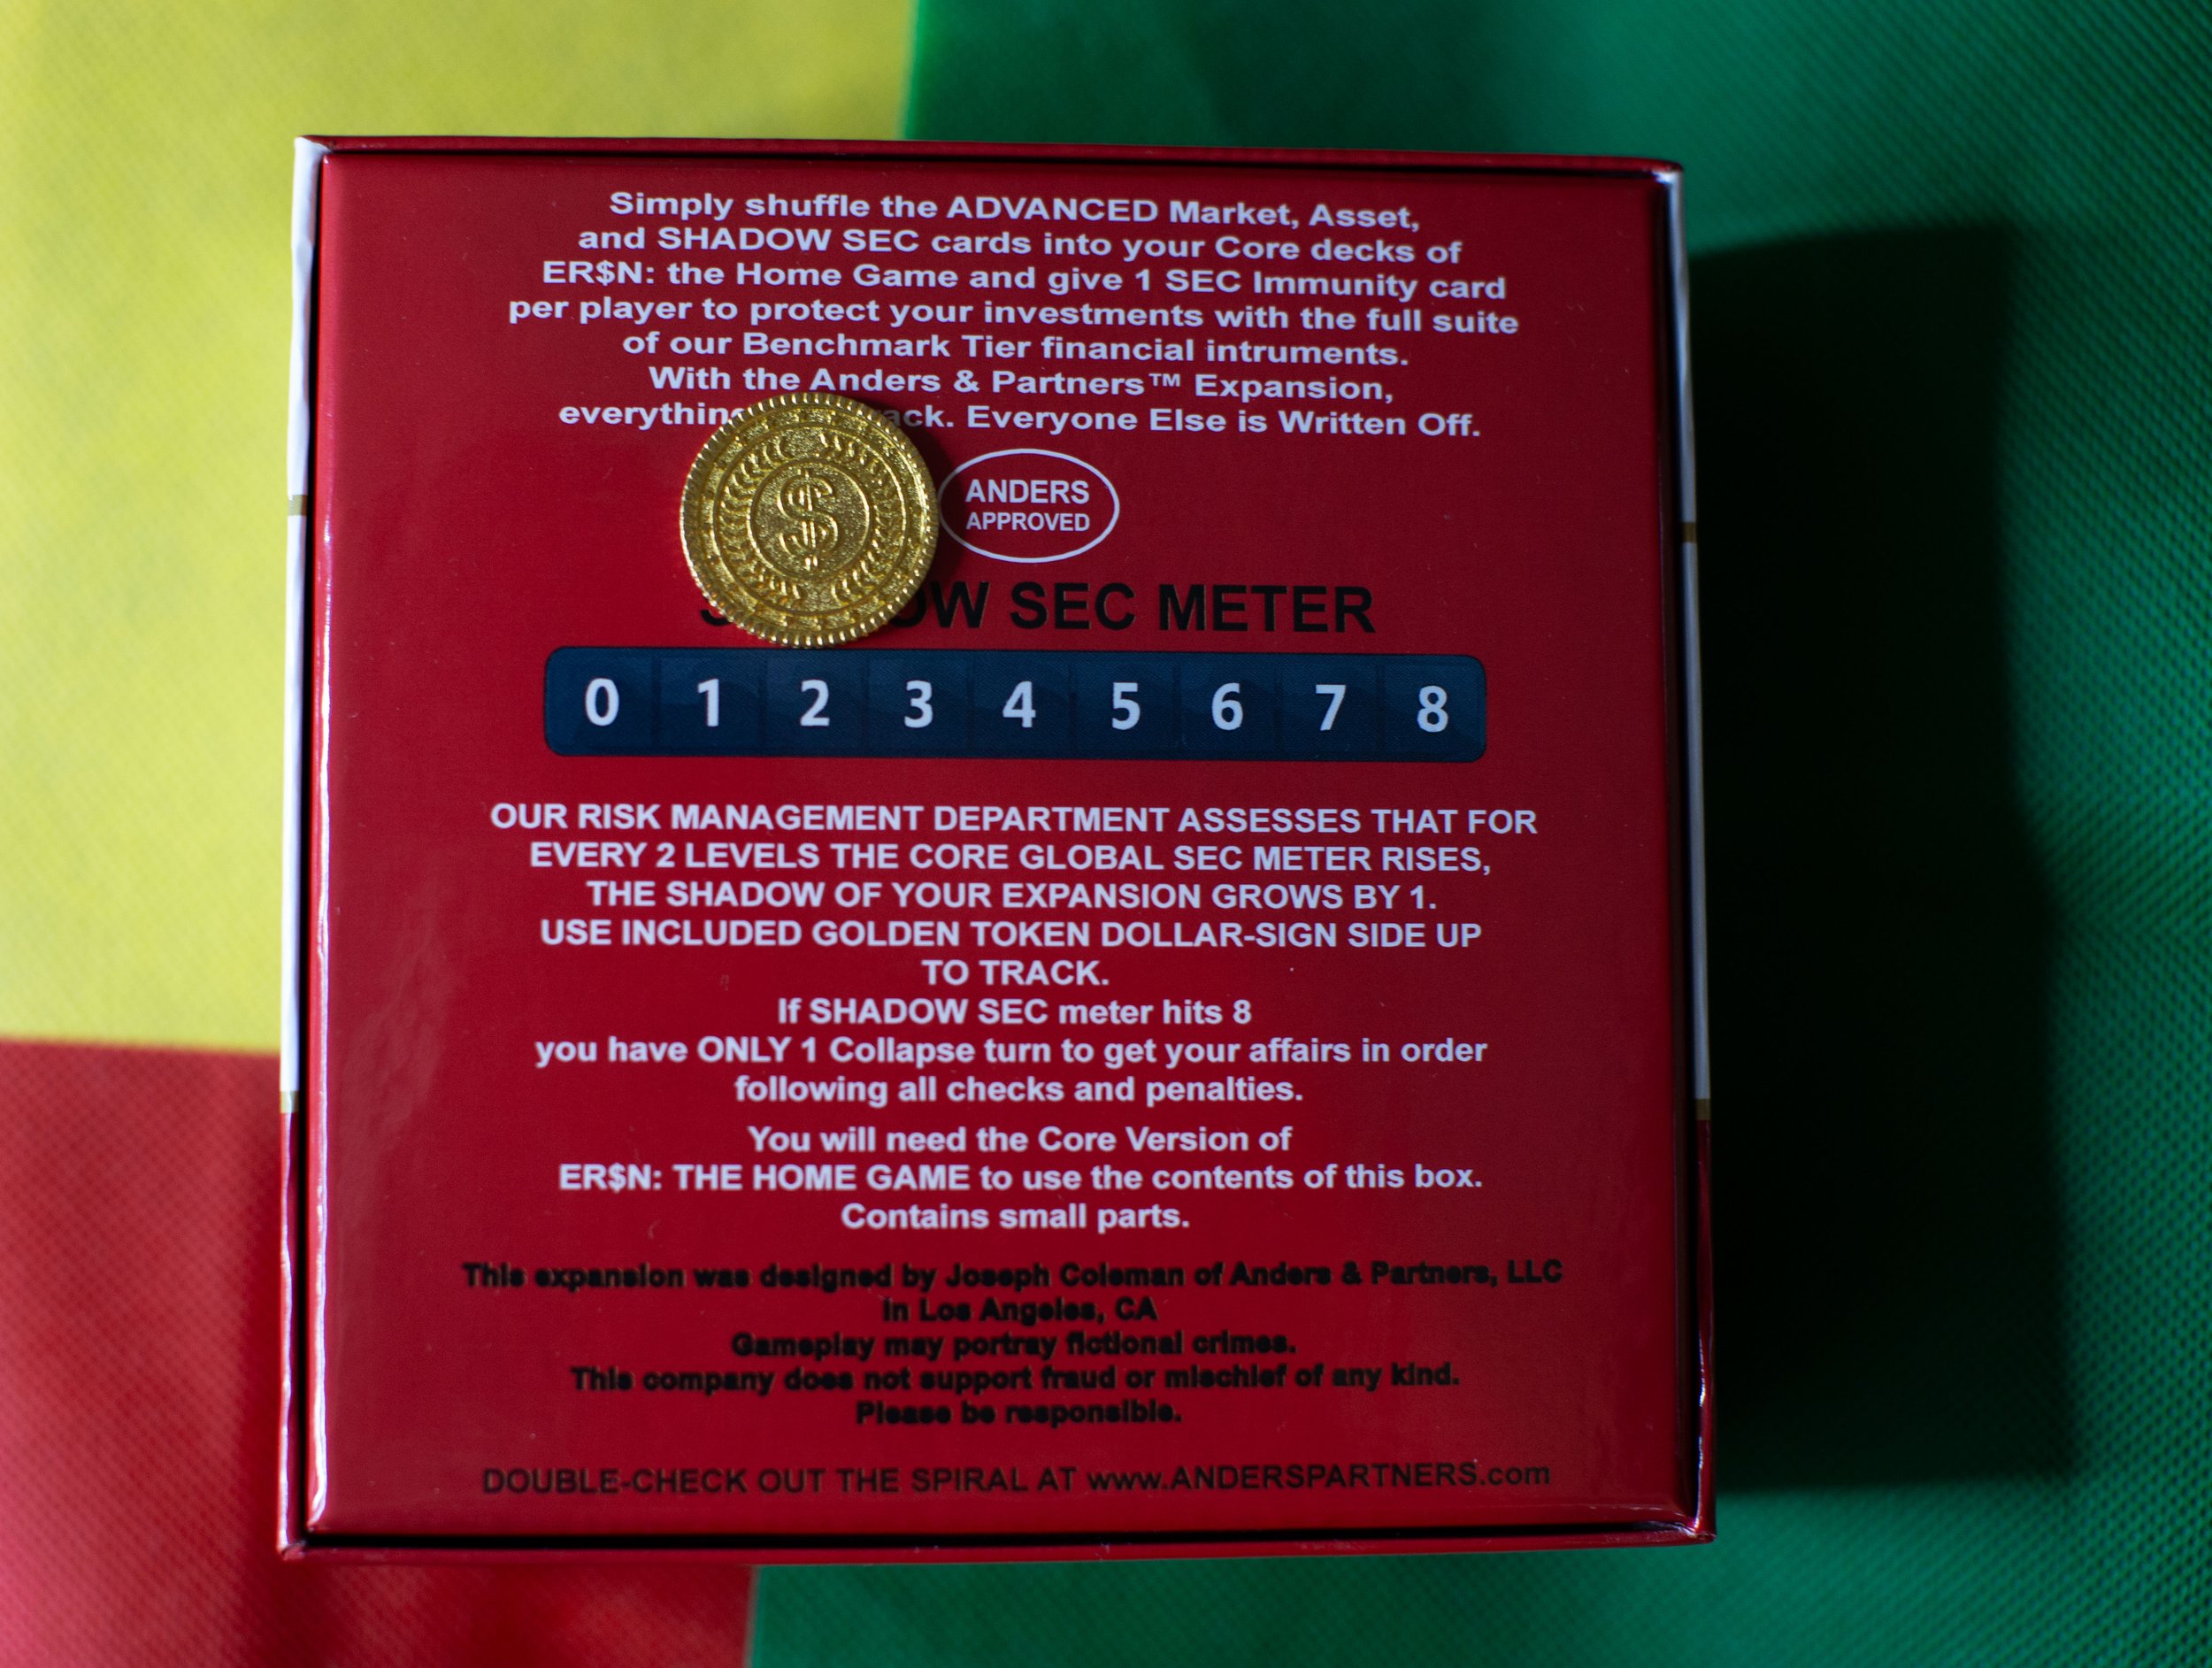 Simply shuffle the ADVANCED Market, Asset,
and SHADOW SEC cards into your Core decks of
ER$N: the Home Game and give 1 SEC Immunity card
per player to protect your investments with the full suite
of our Benchmark Tier financial intruments.
With the Anders & Partners™ Expansion,
Everyone Else is Written Off.
$
ANDERS
APPROVED
SEC METER
0 1 2 3 4 5 6 7 8
OUR RISK MANAGEMENT DEPARTMENT ASSESSES THAT FOR
EVERY 2 LEVELS THE CORE GLOBAL SEC METER RISES,
THE SHADOW OF YOUR EXPANSION GROWS BY 1.
USE INCLUDED GOLDEN TOKEN DOLLAR-SIGN SIDE UP
TO TRACK.
If SHADOW SEC meter hits 8
you have ONLY 1 Collapse turn to get your affairs in order
following all checks and penalties.
You will need the Core Version of
ER$N: THE HOME GAME to use the contents of this box.
Contains small parts.
This expansion was designed by Joseph Coleman of Anders & Partners, LLC
in Los Angeles, CA
Gameplay may portray fictional crimes.
This company does not support fraud or mischief of any kind.
Please be responsible.
DOUBLE-CHECK OUT THE SPIRAL AT www.ANDERSPARTNERS.com